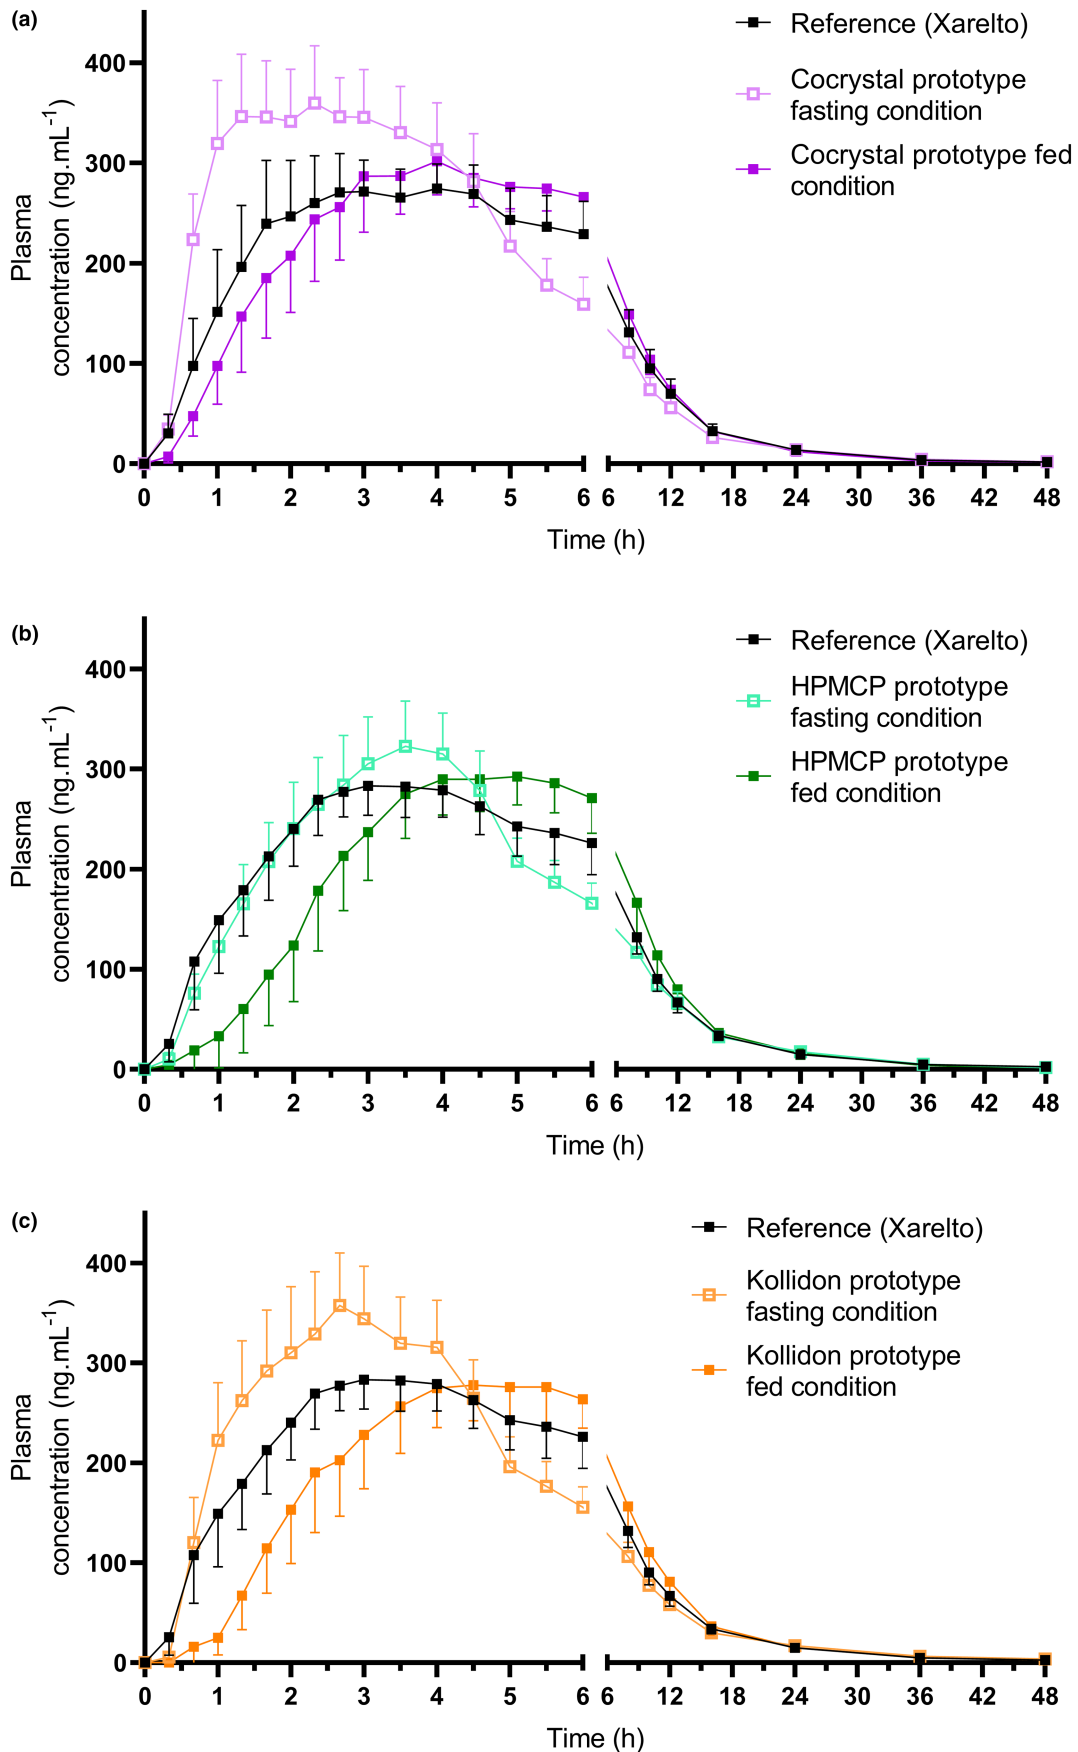 (a)
Reference (Xarelto)
Cocrystal prototype
fasting condition
Cocrystal prototype fed
condition
Plasma
concentration (ng.mL⁻¹)
400
300
200
100
0
0 1 2 3 4 5 6 6 12 18 24 30 36 42 48
Time (h)
(b)
Reference (Xarelto)
HPMCP prototype
fasting condition
HPMCP prototype
fed condition
Plasma
concentration (ng.mL⁻¹)
400
300
200
100
0
0 1 2 3 4 5 6 6 12 18 24 30 36 42 48
Time (h)
(c)
Reference (Xarelto)
Kollidon prototype
fasting condition
Kollidon prototype
fed condition
Plasma
concentration (ng.mL⁻¹)
400
300
200
100
0
0 1 2 3 4 5 6 6 12 18 24 30 36 42 48
Time (h)